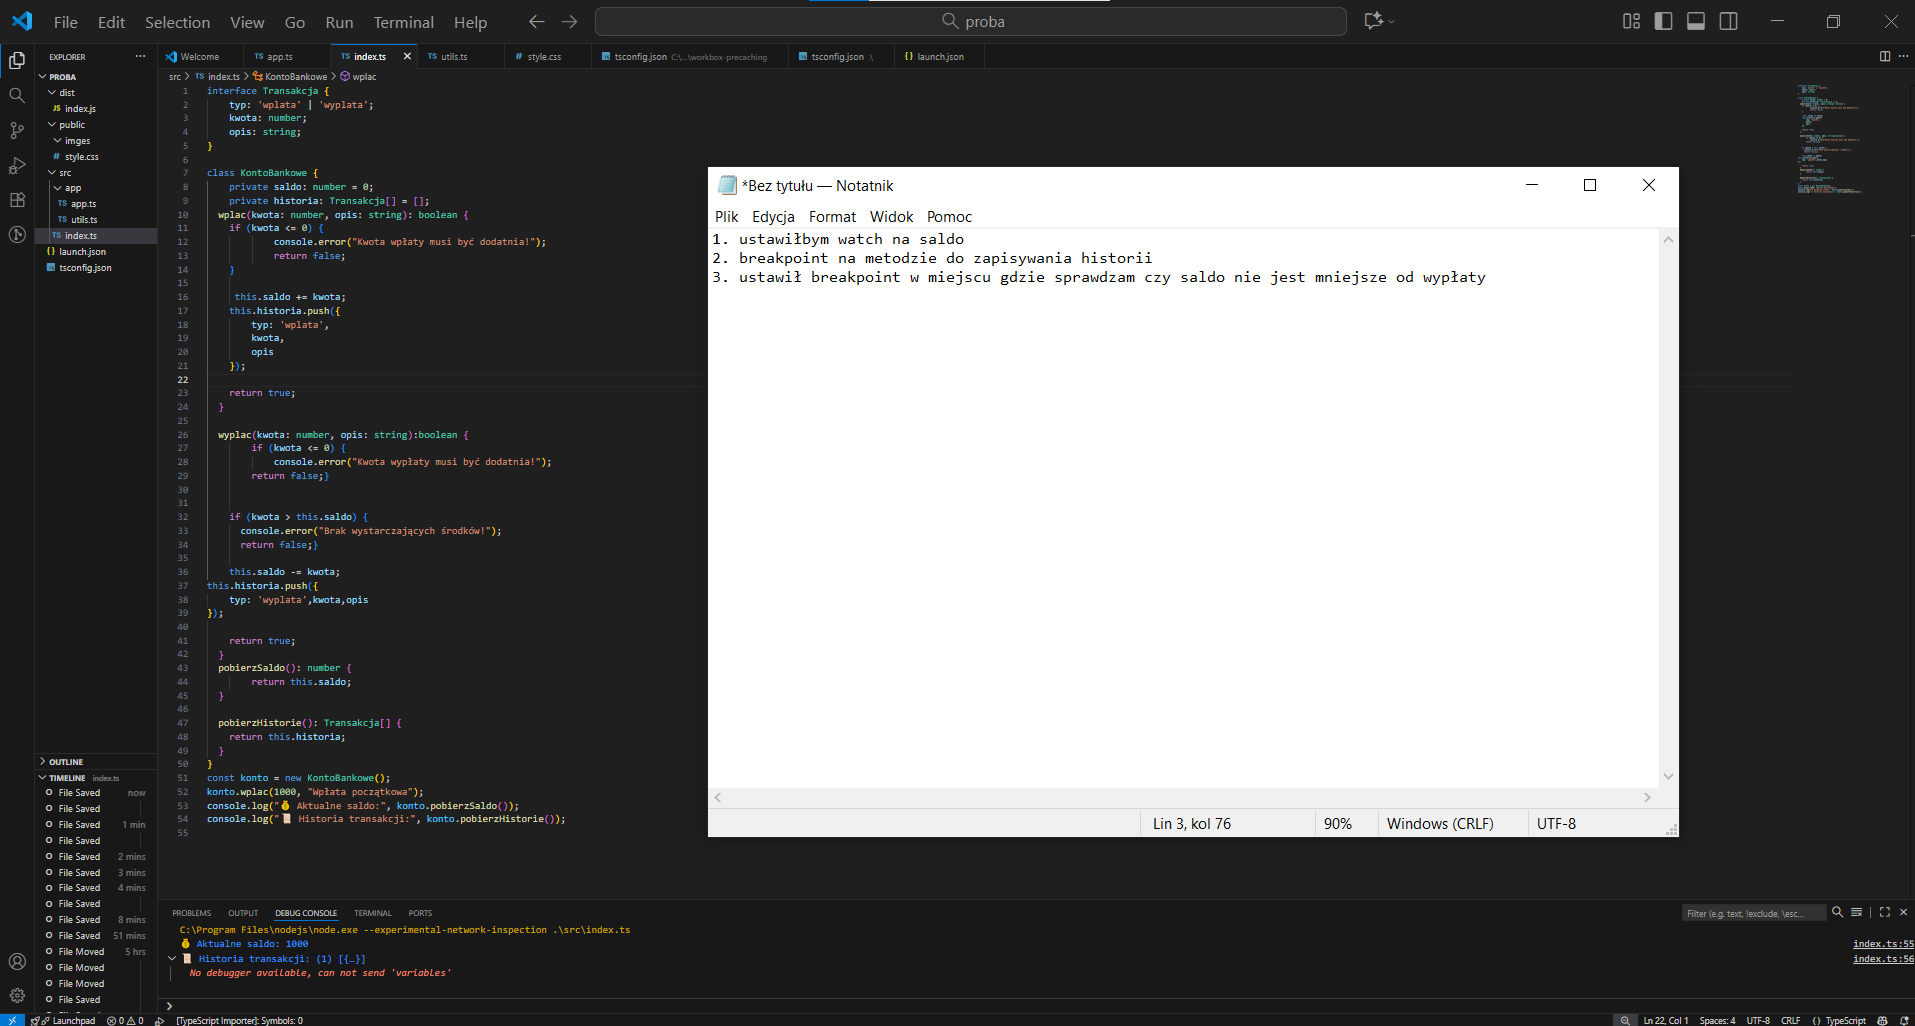 File Edit Selection View Go Run Terminal Help
proba
EXPLORER
PROBA
dist
JS index.js
public
imges
# style.css
src
app
TS app.ts
TS utils.ts
TS index.ts
{} launch.json
tsconfig.json
OUTLINE
TIMELINE index.ts
File Saved now
File Saved
File Saved 1 min
File Saved
File Saved 2 mins
File Saved 3 mins
File Saved 4 mins
File Saved
File Saved 8 mins
File Saved 51 mins
File Moved 5 hrs
File Moved
File Moved
File Saved
Welcome TS app.ts TS index.ts TS utils.ts # style.css tsconfig.json C:\...\workbox-precaching tsconfig.json .\ {} launch.json
src > TS index.ts > KontoBankowe > wplac
1 interface Transakcja {
2 typ: 'wplata' | 'wyplata';
3 kwota: number;
4 opis: string;
5 }
6
7 class KontoBankowe {
8 private saldo: number = 0;
9 private historia: Transakcja[] = [];
10 wplac(kwota: number, opis: string): boolean {
11 if (kwota <= 0) {
12 console.error("Kwota wpłaty musi być dodatnia!");
13 return false;
14 }
15
16 this.saldo += kwota;
17 this.historia.push({
18 typ: 'wplata',
19 kwota,
20 opis
21 });
22
23 return true;
24 }
25
26 wyplac(kwota: number, opis: string):boolean {
27 if (kwota <= 0) {
28 console.error("Kwota wypłaty musi być dodatnia!");
29 return false;}
30
31
32 if (kwota > this.saldo) {
33 console.error("Brak wystarczających środków!");
34 return false;}
35
36 this.saldo -= kwota;
37 this.historia.push({
38 typ: 'wyplata',kwota,opis
39 });
40
41 return true;
42 }
43 pobierzSaldo(): number {
44 return this.saldo;
45 }
46
47 pobierzHistorie(): Transakcja[] {
48 return this.historia;
49 }
50 }
51 const konto = new KontoBankowe();
52 konto.wplac(1000, "Wpłata początkowa");
53 console.log("💰 Aktualne saldo:", konto.pobierzSaldo());
54 console.log("📜 Historia transakcji:", konto.pobierzHistorie());
55
*Bez tytułu — Notatnik
Plik Edycja Format Widok Pomoc
1. ustawiłbym watch na saldo
2. breakpoint na metodzie do zapisywania historii
3. ustawił breakpoint w miejscu gdzie sprawdzam czy saldo nie jest mniejsze od wypłaty
Lin 3, kol 76 90% Windows (CRLF) UTF-8
PROBLEMS OUTPUT DEBUG CONSOLE TERMINAL PORTS
Filter (e.g. text, !exclude, \esc...
C:\Program Files\nodejs\node.exe --experimental-network-inspection .\src\index.ts
💰 Aktualne saldo: 1000 index.ts:55
📜 Historia transakcji: (1) [{…}] index.ts:56
No debugger available, can not send 'variables'
Launchpad 0 0 [TypeScript Importer]: Symbols: 0 Ln 22, Col 1 Spaces: 4 UTF-8 CRLF {} TypeScript